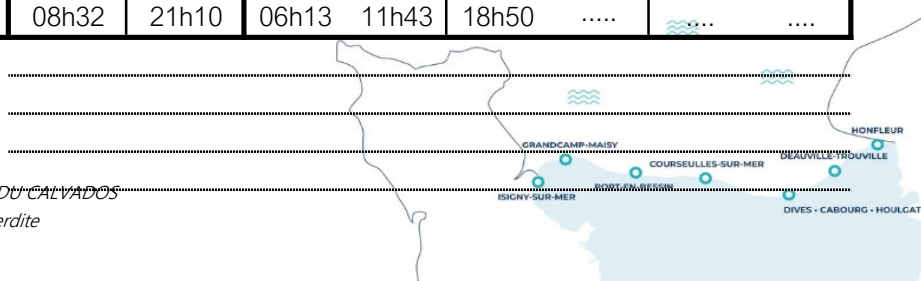 08h32 21h10 06h13 11h43 18h50 ..... .... ....
HONFLEUR
GRANDCAMP-MAISY
DEAUVILLE-TROUVILLE
COURSEULLES-SUR-MER
PORT-EN-BESSIN
DU CALVADOS
ISIGNY-SUR-MER
DIVES • CABOURG • HOULGAT
erdite